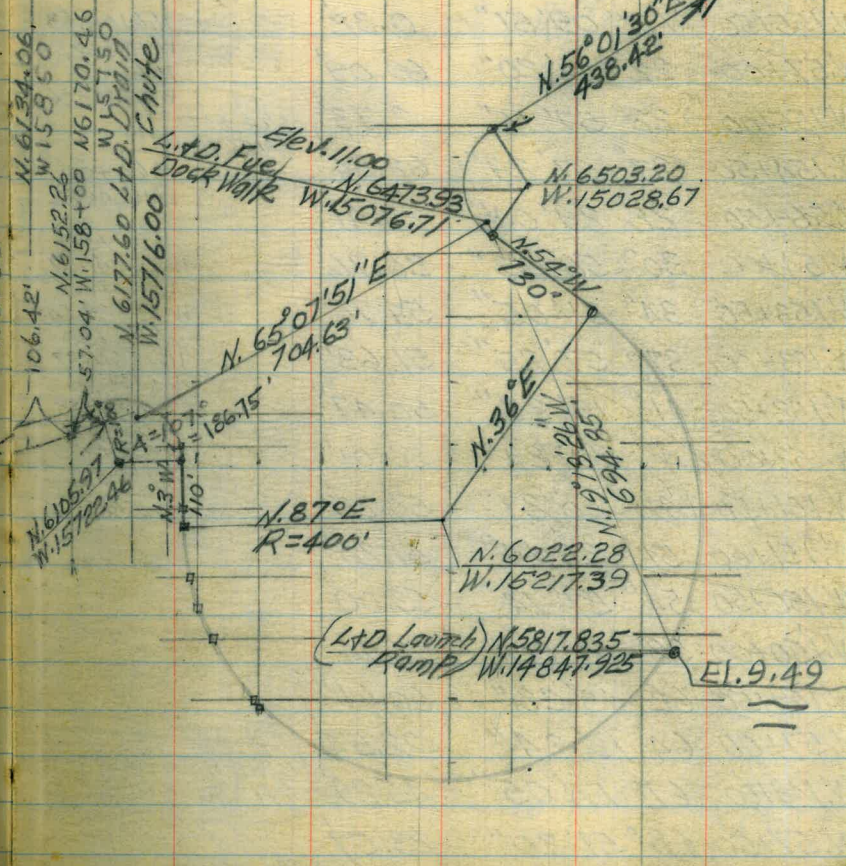 N. 56° 01' 30" E
438.42'
N. 6134.06
W 15850
106.42'
N. 6152.26
57.04' W. 158+00
N 6170.46
W 15750
N. 6177.60 L+D. Drain
W. 15716.00 Chute
Elev. 11.00
L.+D. Fuel
Dock Walk
N. 6473.93
W. 15076.71
N. 6503.20
W. 15028.67
N. 54° W
130'
N. 65° 07' 51" E
704.63'
186.75'
N. 36° E
N 19° 19' 26" W.
694.85'
N. 6105.97
W. 15722.46
N. 3° W
110'
N. 87° E
R=400'
N. 6022.28
W. 15217.39
(L+D Launch
Ramp)
N. 5817.835
W. 14847.925
El. 9.49